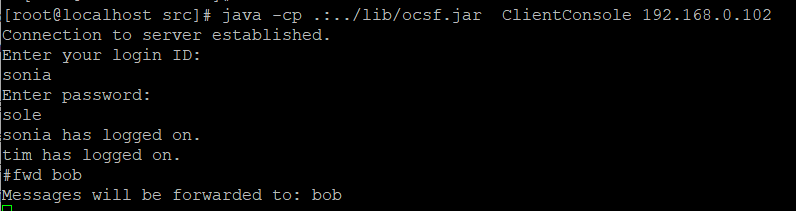 [root@localhost src]# java -cp .:../lib/ocsf.jar  ClientConsole 192.168.0.102
Connection to server established.
Enter your login ID:
sonia
Enter password:
sole
sonia has logged on.
tim has logged on.
#fwd bob
Messages will be forwarded to: bob